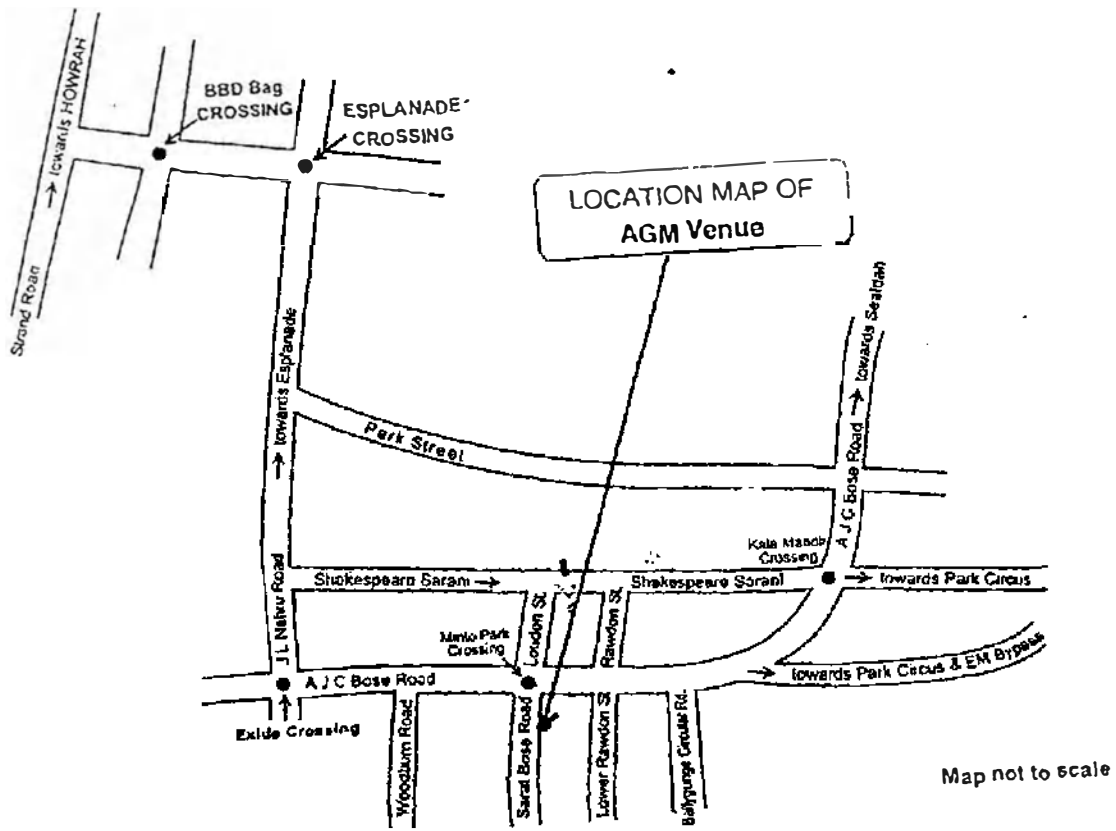 BBD Bag
CROSSING
ESPLANADE
CROSSING
towards HOWRAH
Strand Road
LOCATION MAP OF
AGM Venue
towards Esplanade
J L Nehru Road
Park Street
towards Sealdah
A J C Bose Road
Kala Mandir
Crossing
Shakespeare Sarani
Shakespeare Sarani
towards Park Circus
Minto Park
Crossing
Loudon St.
Rawdon St.
A J C Bose Road
towards Park Circus & EM Bypass
Exide Crossing
Woodburn Road
Sarat Bose Road
Lower Rawdon St.
Ballygunge Circular Rd.
Map not to scale